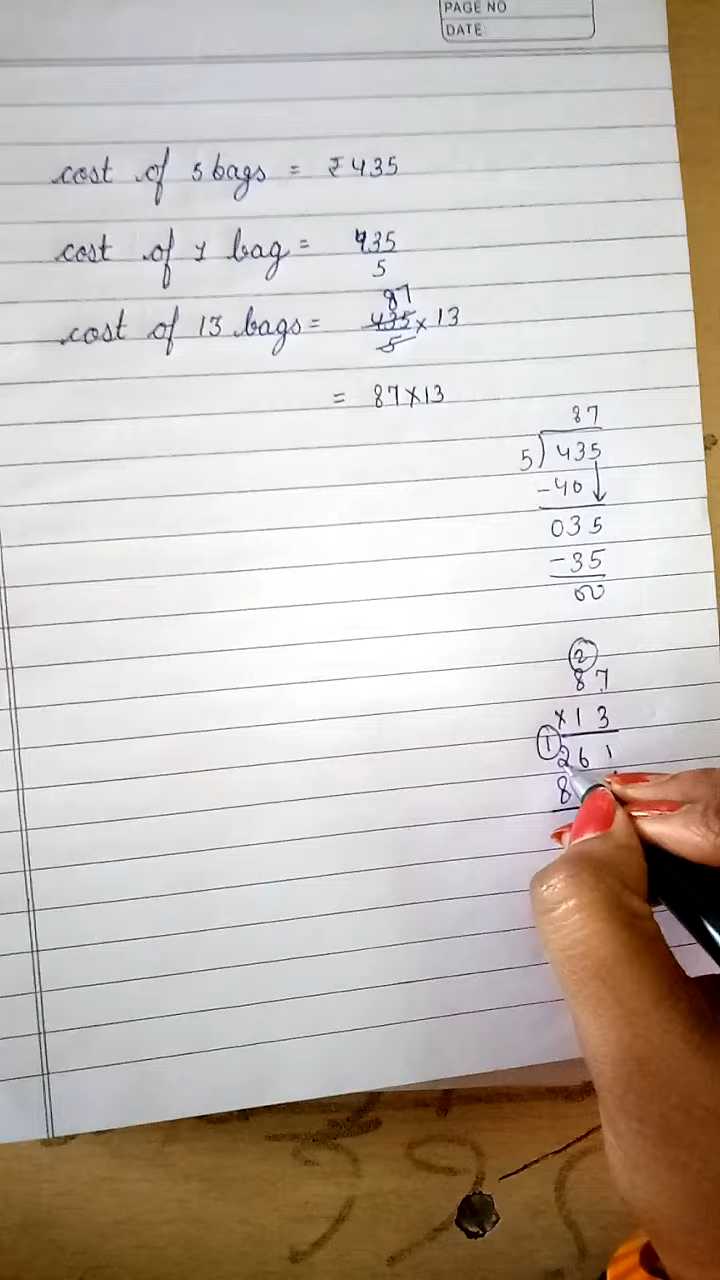 PAGE NO
DATE
cost of 5 bags = ₹ 435
cost of 1 bag = 435
5
87
cost of 13 bags = 435 × 13
5
= 87 × 13
87
5 ) 435
- 40
035
- 35
00
2
87
× 13
1
261
8